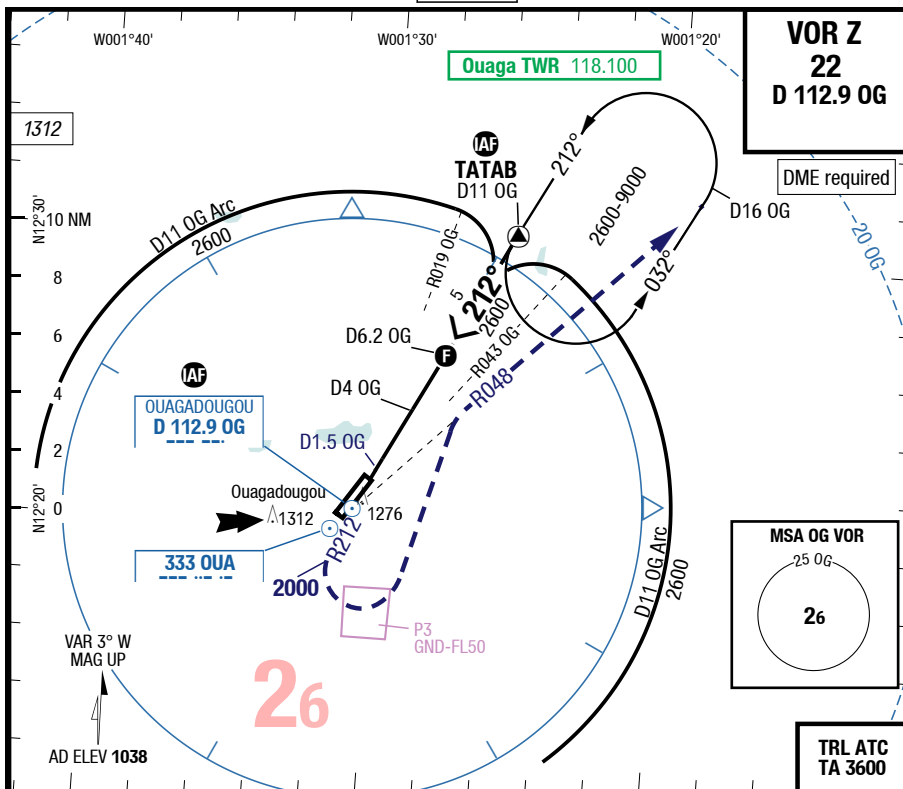 W001°40'
W001°30'
W001°20'
VOR Z
22
D 112.9 OG
Ouaga TWR 118.100
1312
IAF
TATAB
D11 OG
212°
2600-9000
DME required
D16 OG
N12°30'
10 NM
D11 OG Arc
2600
R019 OG
032°
20 OG
8
5
<212°
2600
6
D6.2 OG
F
R043 OG
IAF
4
D4 OG
R048
OUAGADOUGOU
D 112.9 OG
2
D1.5 OG
N12°20'
0
Ouagadougou
1312
1276
R212
333 OUA
2000
D11 OG Arc
2600
MSA OG VOR
25 OG
26
P3
GND-FL50
VAR 3° W
MAG UP
26
AD ELEV 1038
TRL ATC
TA 3600